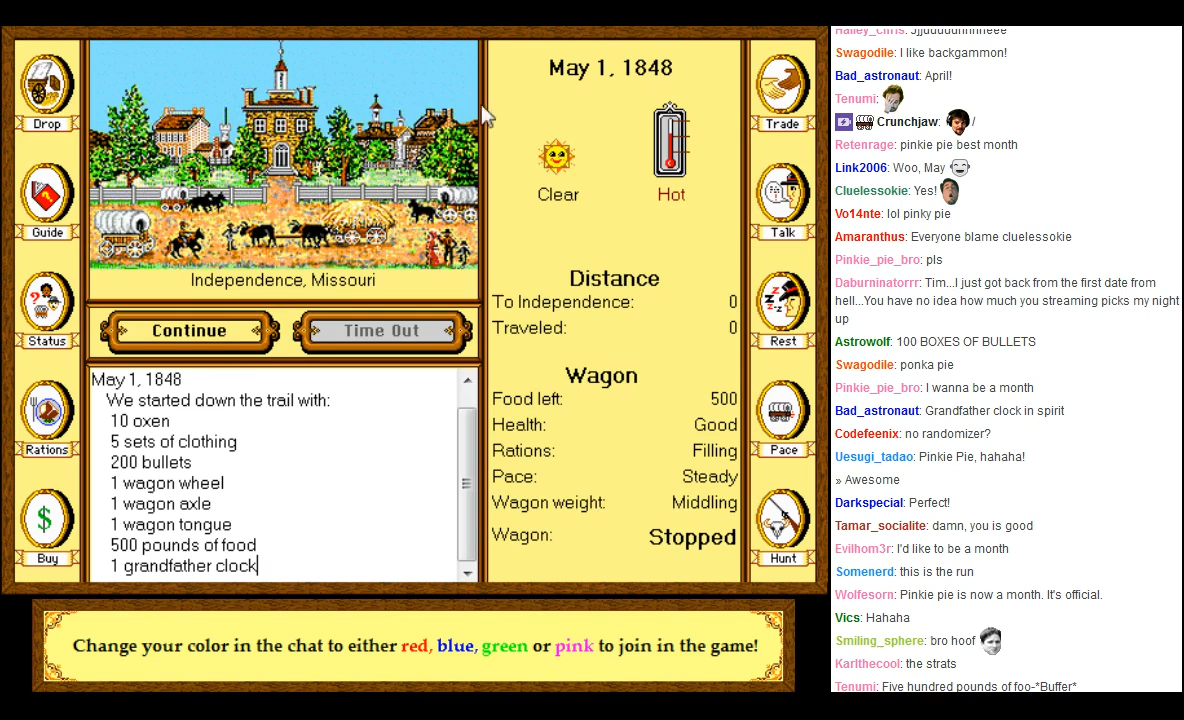 Drop
Guide
Status
Rations
Buy
Independence, Missouri
Continue
Time Out
May 1, 1848
We started down the trail with:
10 oxen
5 sets of clothing
200 bullets
1 wagon wheel
1 wagon axle
1 wagon tongue
500 pounds of food
1 grandfather clock
May 1, 1848
Clear
Hot
Distance
To Independence: 0
Traveled: 0
Wagon
Food left: 500
Health: Good
Rations: Filling
Pace: Steady
Wagon weight: Middling
Wagon: Stopped
Trade
Talk
Rest
Pace
Hunt
Change your color in the chat to either red, blue, green or pink to join in the game!
Swagodile: I like backgammon!
Bad_astronaut: April!
Tenumi:
Crunchjaw: /
Retenrage: pinkie pie best month
Link2006: Woo, May
Cluelessokie: Yes!
Vo14nte: lol pinky pie
Amaranthus: Everyone blame cluelessokie
Pinkie_pie_bro: pls
Daburninatorrr: Tim...I just got back from the first date from
hell...You have no idea how much you streaming picks my night
up
Astrowolf: 100 BOXES OF BULLETS
Swagodile: ponka pie
Pinkie_pie_bro: I wanna be a month
Bad_astronaut: Grandfather clock in spirit
Codefeenix: no randomizer?
Uesugi_tadao: Pinkie Pie, hahaha!
» Awesome
Darkspecial: Perfect!
Tamar_socialite: damn, you is good
Evilhom3r: I'd like to be a month
Somenerd: this is the run
Wolfesorn: Pinkie pie is now a month. It's official.
Vics: Hahaha
Smiling_sphere: bro hoof
Karlthecool: the strats
Tenumi: Five hundred pounds of foo-*Buffer*